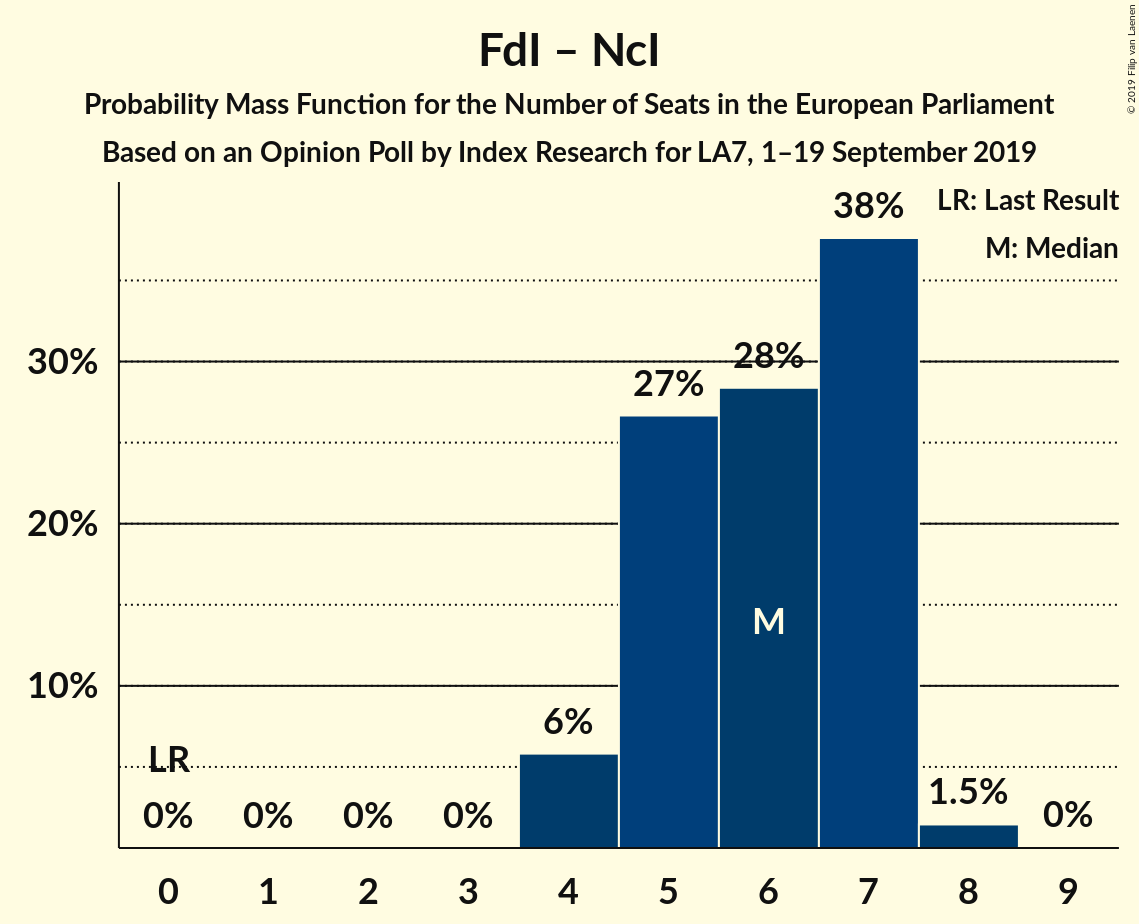 FdI – NcI
Probability Mass Function for the Number of Seats in the European Parliament
Based on an Opinion Poll by Index Research for LA7, 1–19 September 2019
© 2019 Filip van Laenen
LR: Last Result
M: Median
38%
30%
28%
27%
20%
M
10%
6%
LR
1.5%
0% 0% 0% 0% 0%
0 1 2 3 4 5 6 7 8 9